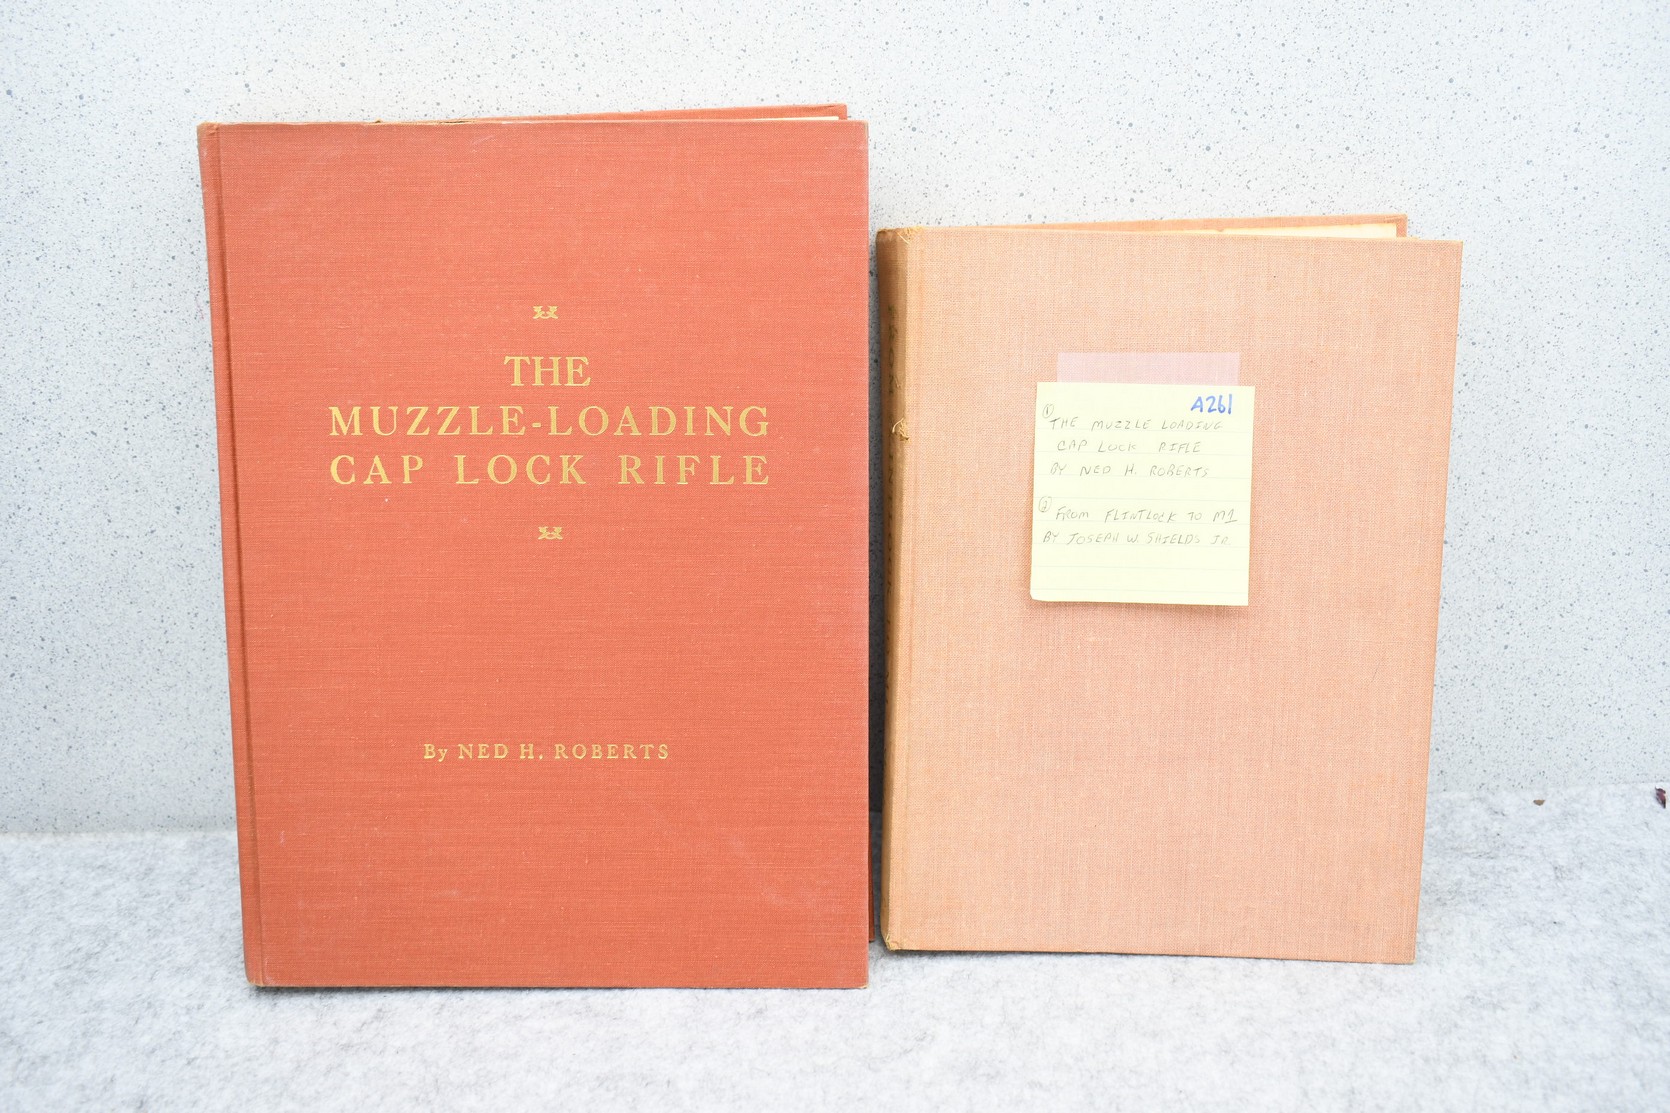 THE
MUZZLE-LOADING
CAP LOCK RIFLE
By NED H. ROBERTS
A261
① THE MUZZLE LOADING
CAP LOCK RIFLE
BY NED H. ROBERTS
② FROM FLINTLOCK TO M1
BY JOSEPH W. SHIELDS JR.